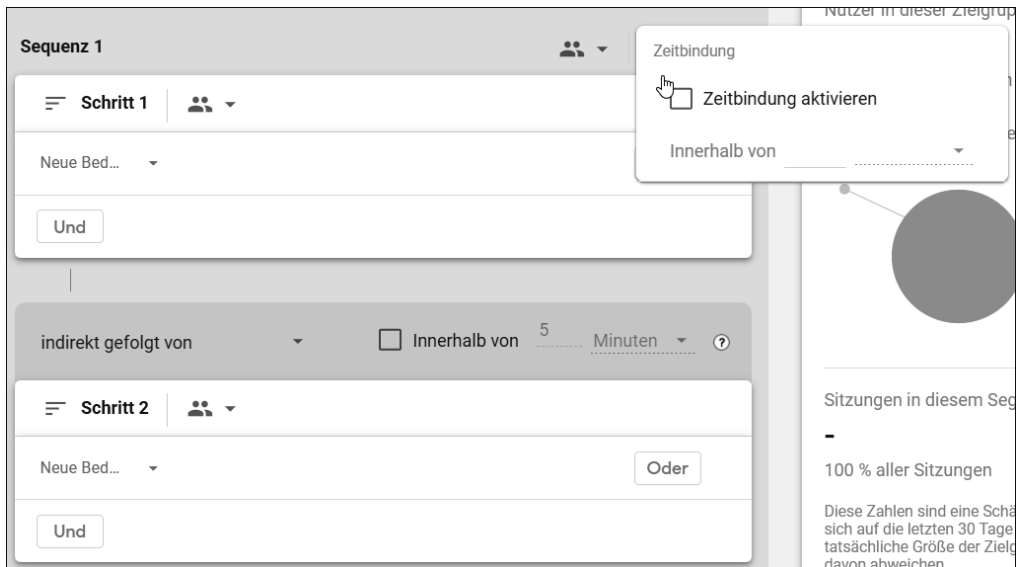 Nutzer in dieser Zielgrup
Sequenz 1
Zeitbindung
Schritt 1
Zeitbindung aktivieren
Neue Bed...
Innerhalb von
Und
indirekt gefolgt von
Innerhalb von 5 Minuten ?
Schritt 2
Sitzungen in diesem Seg
-
Neue Bed...
Oder
100 % aller Sitzungen
Und
Diese Zahlen sind eine Schä
sich auf die letzten 30 Tage
tatsächliche Größe der Zielg
davon abweichen